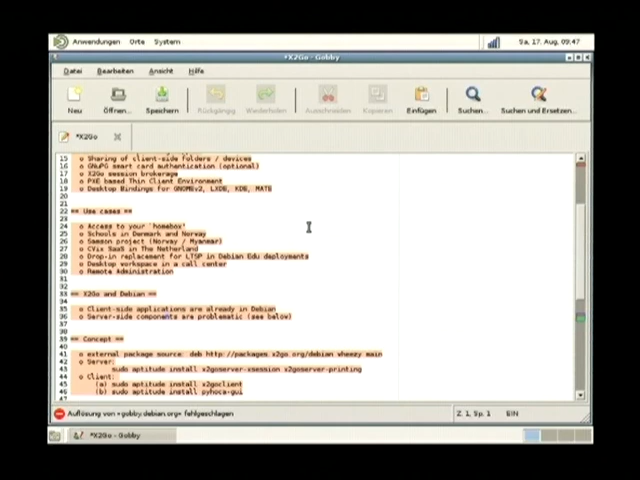 Anwendungen Orte System
Sa, 17. Aug, 09:47
*X2Go - Gobby
Datei Bearbeiten Ansicht Hilfe
Neu Öffnen... Speichern Rückgängig Wiederholen Ausschneiden Kopieren Einfügen Suchen... Suchen und Ersetzen...
*X2Go
15 o Sharing of client-side folders / devices
16 o GNuPG smart card authentication (optional)
17 o X2Go session brokerage
18 o PXE based Thin Client Environment
19 o Desktop Bindings for GNOMEv2, LXDE, KDE, MATE
20
21
22 == Use cases ==
23
24 o Access to your `homebox'
25 o Schools in Denmark and Norway
26 o Samson project (Norway / Myanmar)
27 o CVix SaaS in The Netherland
28 o Drop-in replacement for LTSP in Debian Edu deployments
29 o Desktop workspace in a call center
30 o Remote Administration
31
32
33 == X2Go and Debian ==
34
35 o Client-side applications are already in Debian
36 o Server-side components are problematic (see below)
37
38
39 == Concept ==
40
41 o external package source: deb http://packages x2go.org/debian wheezy main
42 o Server:
43 sudo aptitude install x2goserver-xsession x2goserver-printing
44 o Client:
45 (a) sudo aptitude install x2goclient
46 (b) sudo aptitude install pyhoca-gui
47
Auflösung von »gobby.debian.org« fehlgeschlagen
Z. 1, Sp. 1 EIN
*X2Go - Gobby